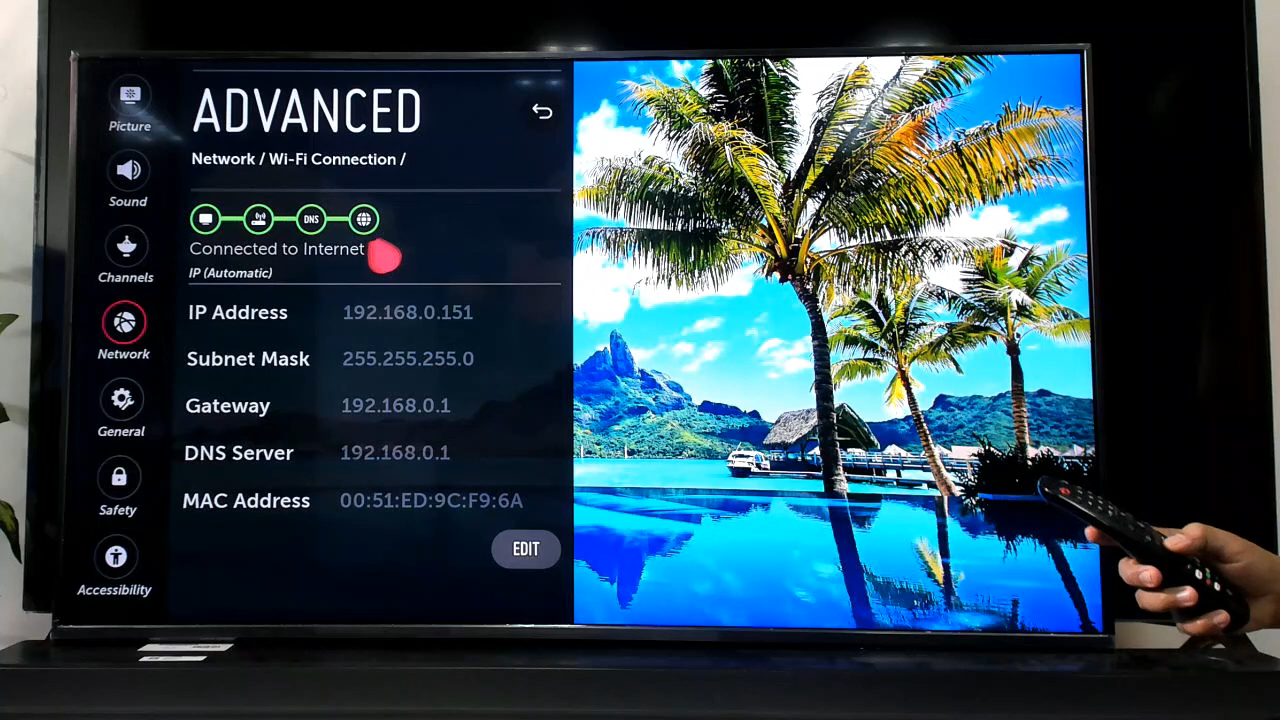 Picture
Sound
Channels
Network
General
Safety
Accessibility
ADVANCED
Network / Wi-Fi Connection /
DNS
Connected to Internet
IP (Automatic)
IP Address 192.168.0.151
Subnet Mask 255.255.255.0
Gateway 192.168.0.1
DNS Server 192.168.0.1
MAC Address 00:51:ED:9C:F9:6A
EDIT